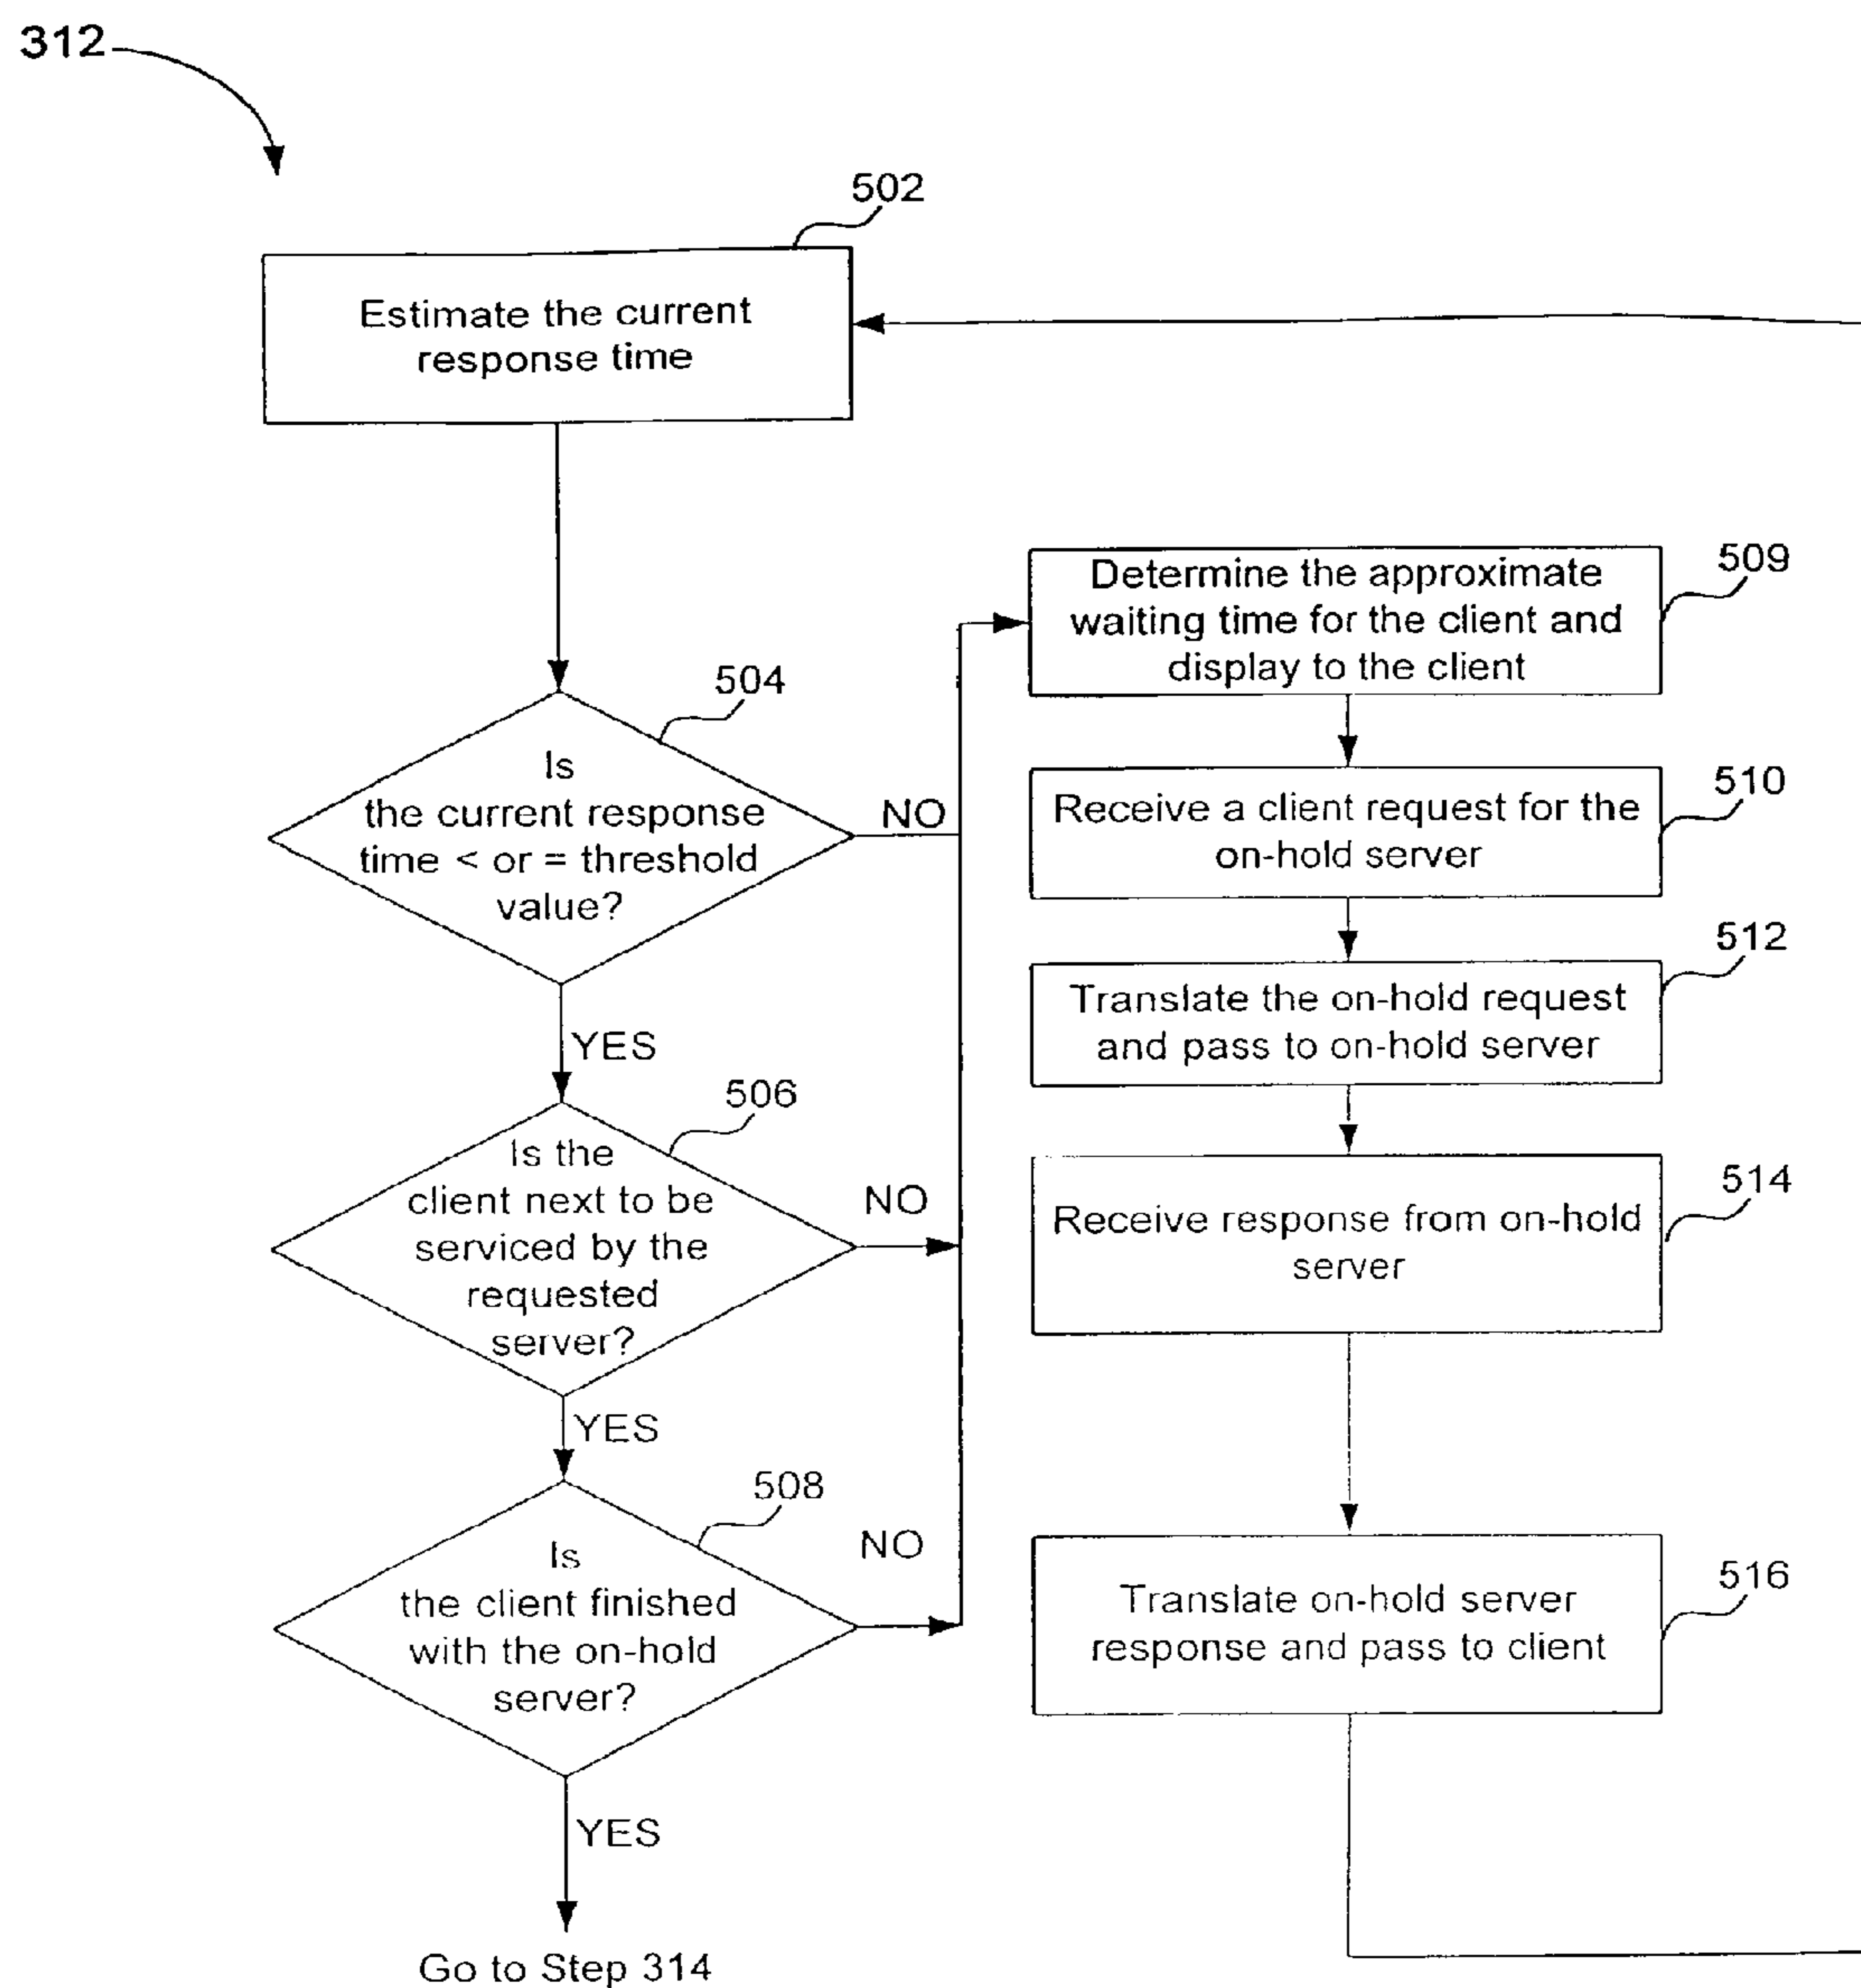 312
502
Estimate the current
response time
504
Is
the current response
time < or = threshold
value?
NO
YES
506
Is the
client next to be
serviced by the
requested
server?
NO
YES
508
Is
the client finished
with the on-hold
server?
NO
YES
Go to Step 314
509
Determine the approximate
waiting time for the client and
display to the client
510
Receive a client request for the
on-hold server
512
Translate the on-hold request
and pass to on-hold server
514
Receive response from on-hold
server
516
Translate on-hold server
response and pass to client